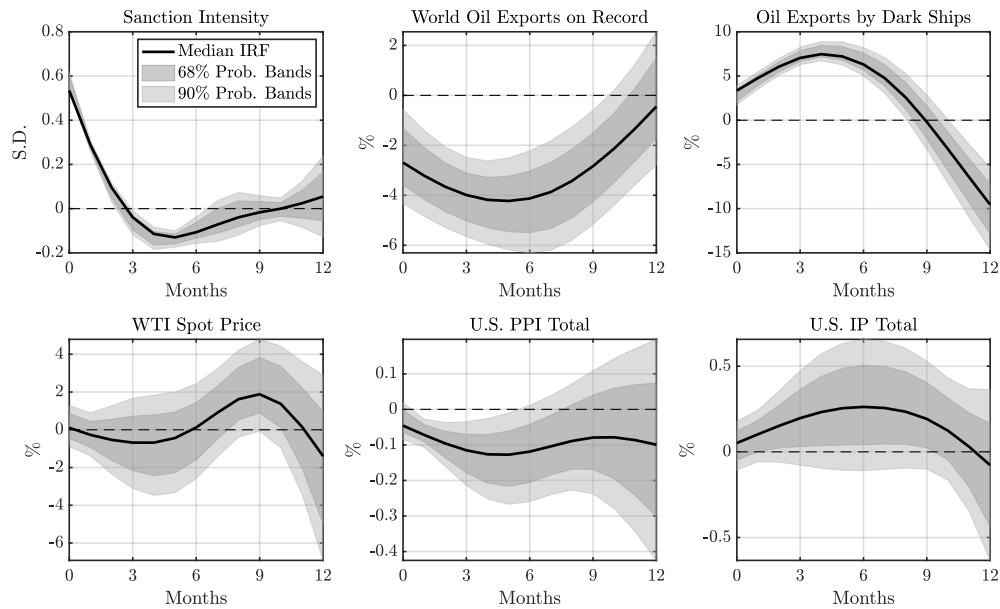 Sanction Intensity
0.8
0.6
0.4
0.2
0
-0.2
S.D.
Median IRF
68% Prob. Bands
90% Prob. Bands
0 3 6 9 12
Months
World Oil Exports on Record
2
0
-2
-4
-6
%
0 3 6 9 12
Months
Oil Exports by Dark Ships
10
5
0
-5
-10
-15
%
0 3 6 9 12
Months
WTI Spot Price
4
2
0
-2
-4
-6
%
0 3 6 9 12
Months
U.S. PPI Total
0.1
0
-0.1
-0.2
-0.3
-0.4
%
0 3 6 9 12
Months
U.S. IP Total
0.5
0
-0.5
%
0 3 6 9 12
Months